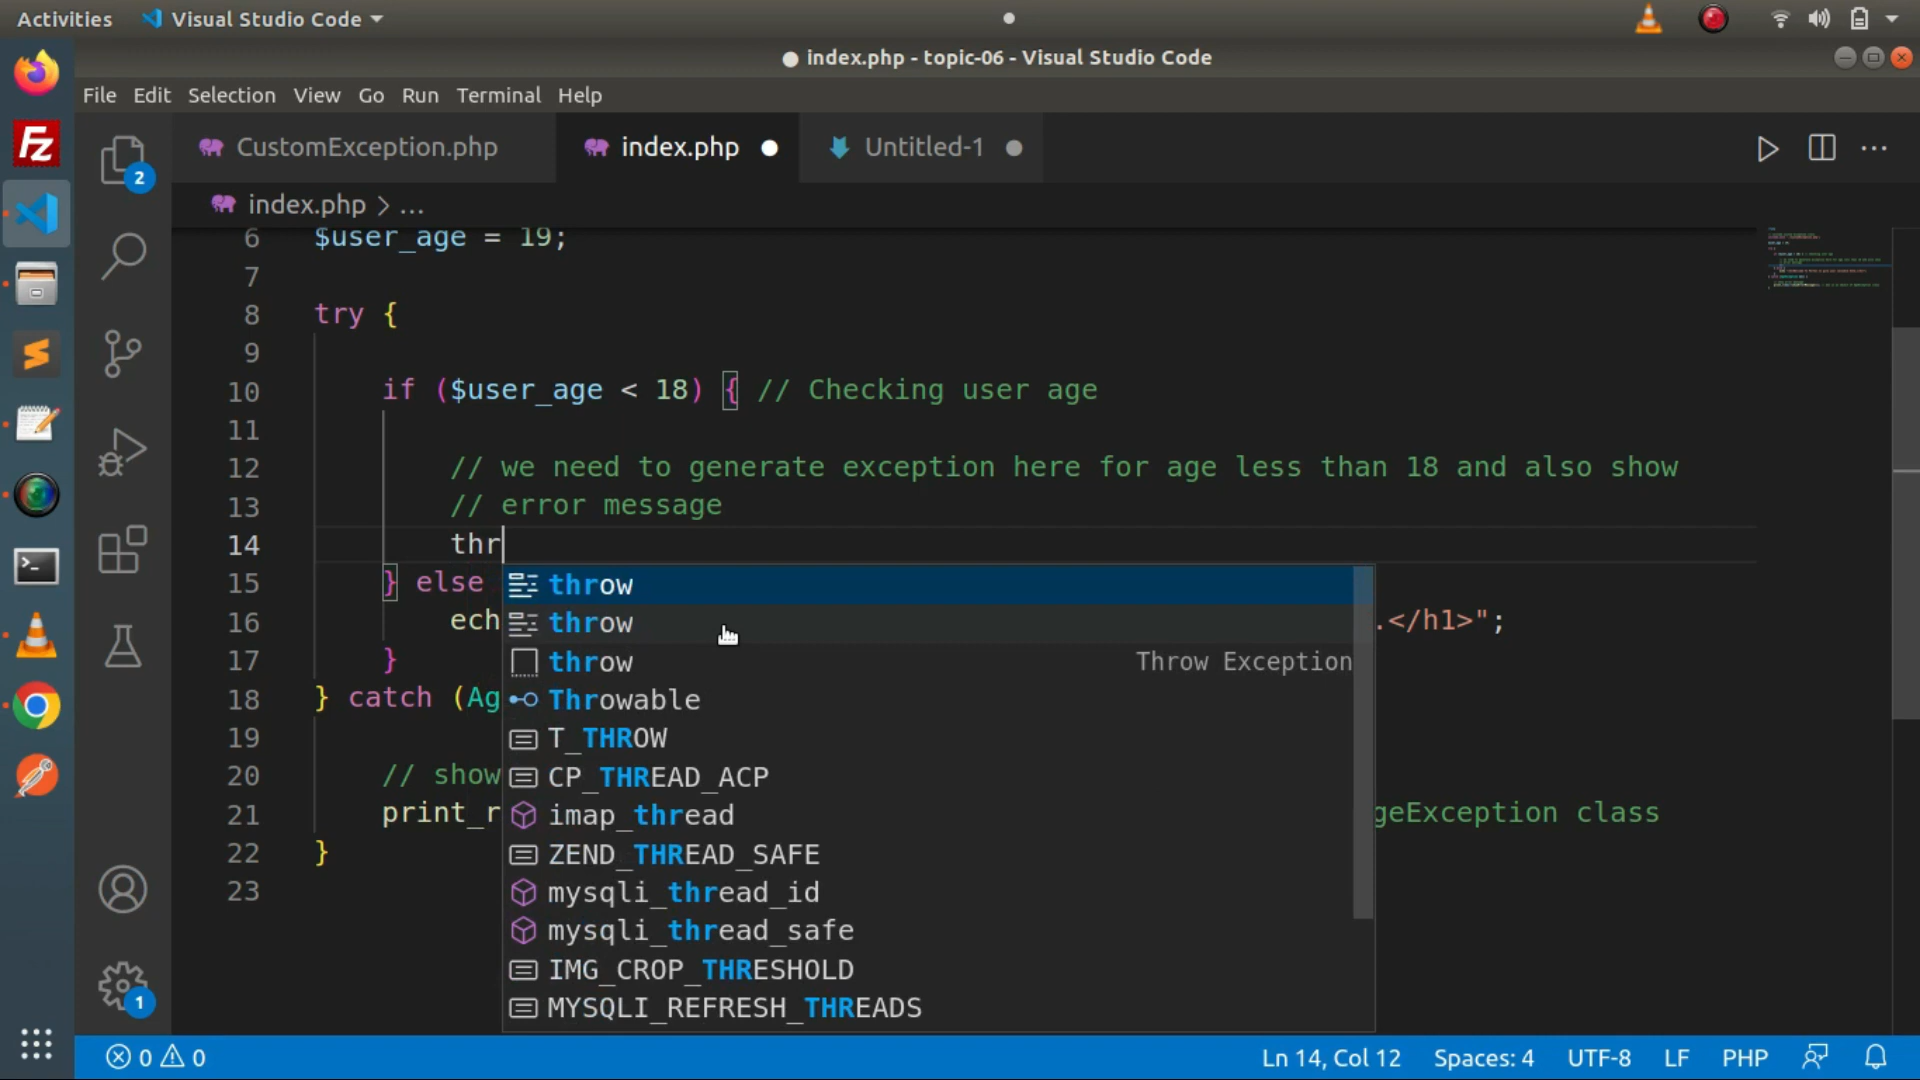 Activities Visual Studio Code
index.php - topic-06 - Visual Studio Code
File Edit Selection View Go Run Terminal Help
CustomException.php index.php Untitled-1
index.php > ...
6 $user_age = 19;
7
8 try {
9
10 if ($user_age < 18) { // Checking user age
11
12 // we need to generate exception here for age less than 18 and also show
13 // error message
14 thr
15 } else
throw
16 ech .</h1>";
throw
17 }
throw Throw Exception
18 } catch (Ag
Throwable
19
T_THROW
20 // show
CP_THREAD_ACP
21 print_r geException class
imap_thread
22 }
ZEND_THREAD_SAFE
23
mysqli_thread_id
mysqli_thread_safe
IMG_CROP_THRESHOLD
MYSQLI_REFRESH_THREADS
2
1
Fz
0 0 Ln 14, Col 12 Spaces: 4 UTF-8 LF PHP